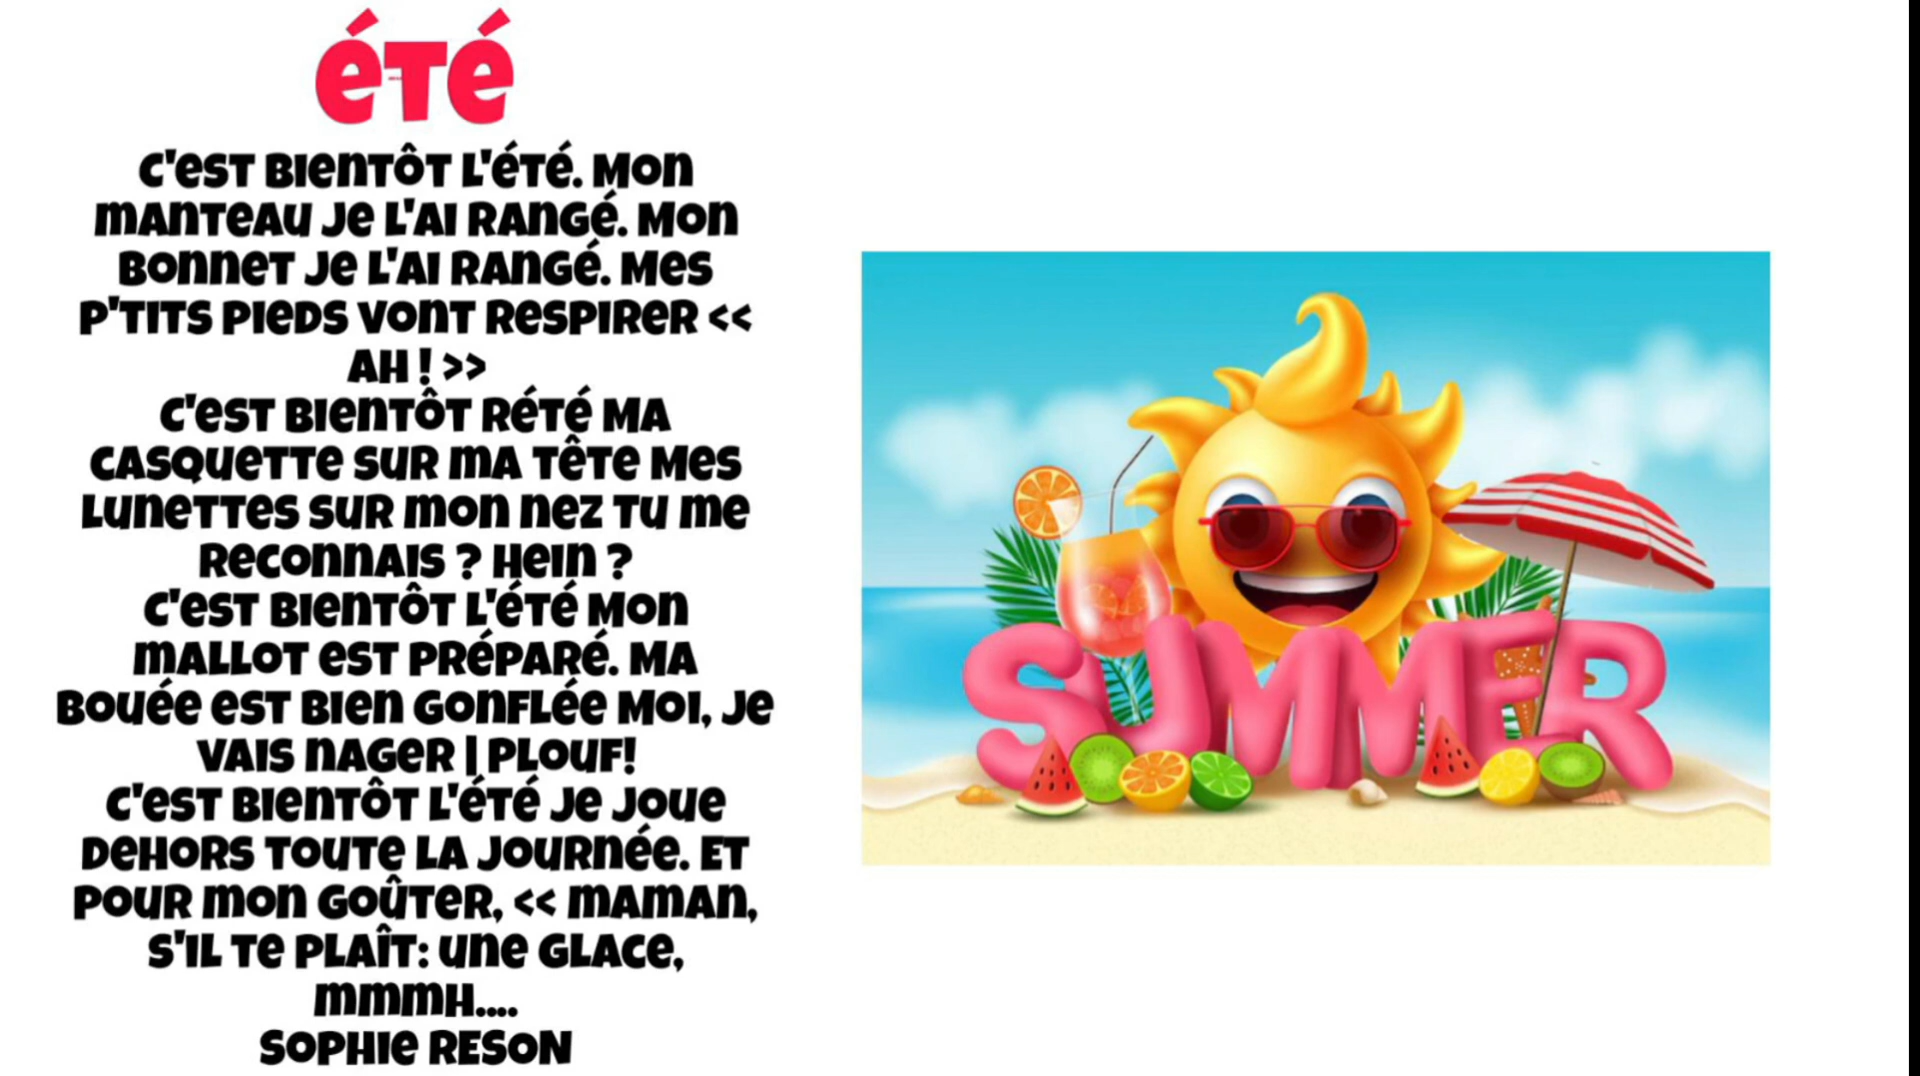 été
C'est bientôt l'été. Mon
manteau je l'ai rangé. Mon
bonnet je l'ai rangé. Mes
p'tits pieds vont respirer <<
Ah ! >>
C'est bientôt rété Ma
casquette sur ma tête Mes
lunettes sur mon nez Tu me
reconnais ? Hein ?
C'est bientôt l'été Mon
mallot est préparé. Ma
bouée est bien gonflée Moi, je
vais nager | Plouf!
C'est bientôt l'été Je joue
dehors toute la journée. Et
pour mon goûter, << maman,
s'il te plaît: une glace,
mmmh....
Sophie RESON
SUMMER